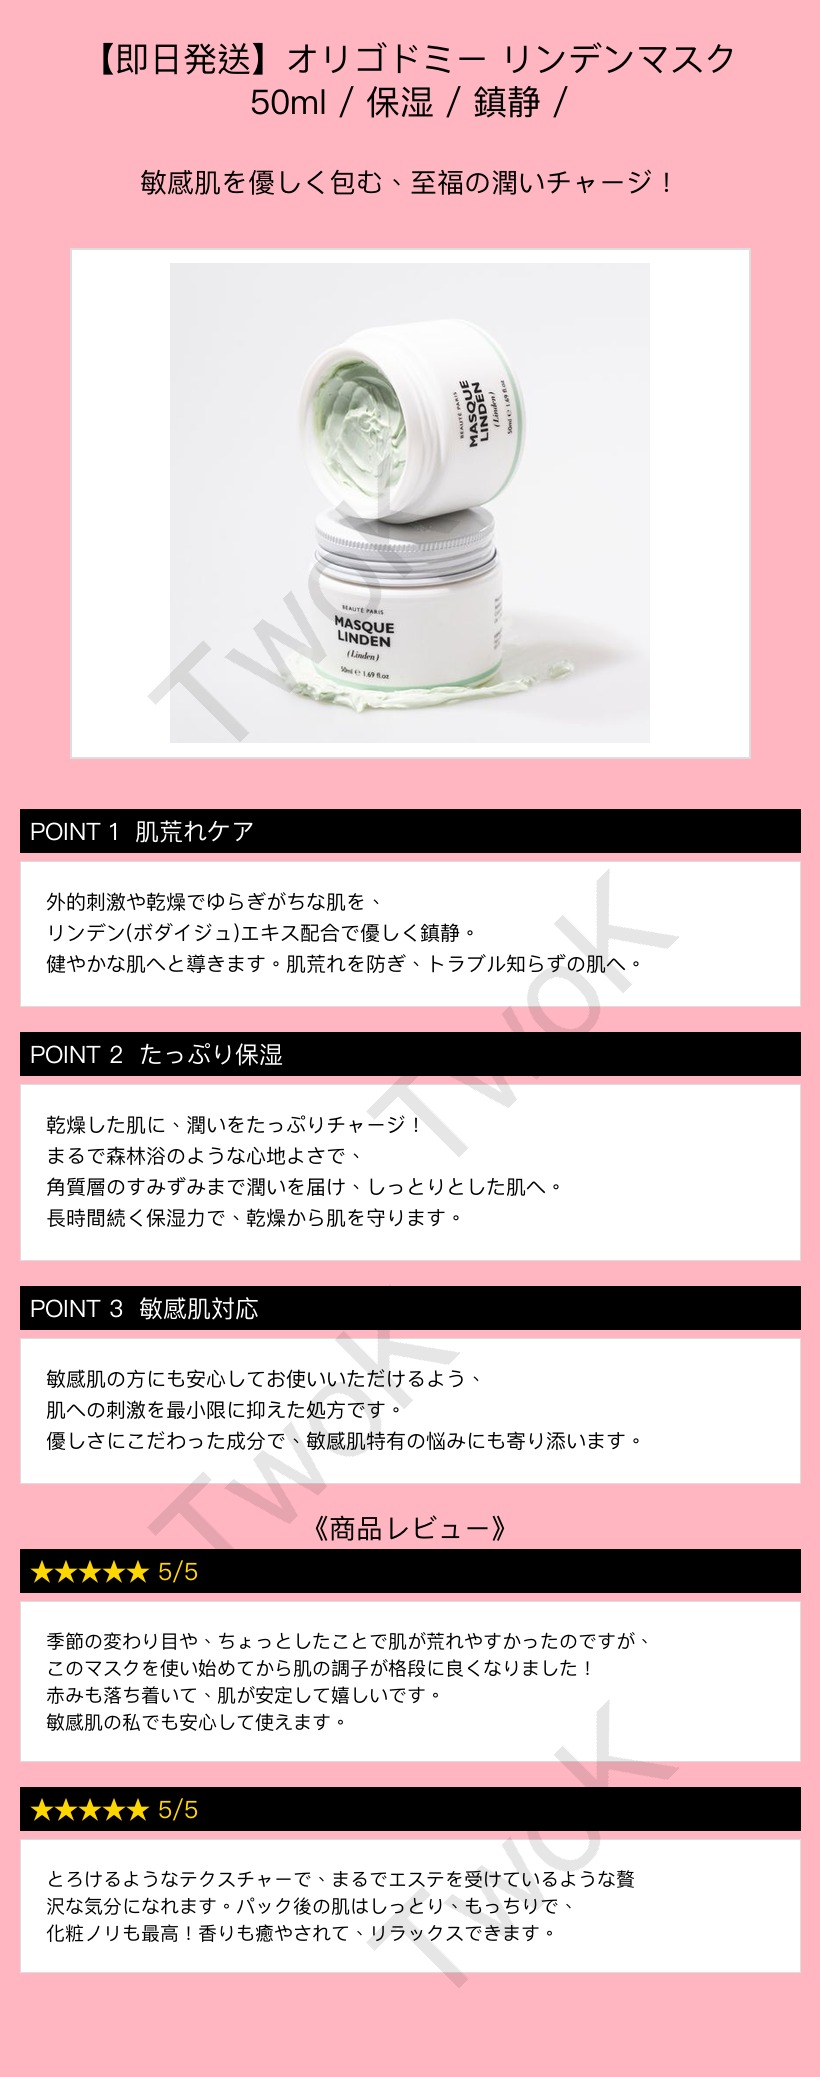 【即日発送】オリゴドミー リンデンマスク
50ml / 保湿 / 鎮静 /
敏感肌を優しく包む、至福の潤いチャージ！
BEAUTÉ PARIS
MASQUE
LINDEN
(Linden)
50ml ℮ 1.69 fl.oz
BEAUTÉ PARIS
MASQUE
LINDEN
(Linden)
50ml ℮ 1.69 fl.oz
TwoK
POINT 1 肌荒れケア
外的刺激や乾燥でゆらぎがちな肌を、
リンデン(ボダイジュ)エキス配合で優しく鎮静。
健やかな肌へと導きます。肌荒れを防ぎ、トラブル知らずの肌へ。
TwoK
POINT 2 たっぷり保湿
乾燥した肌に、潤いをたっぷりチャージ！
まるで森林浴のような心地よさで、
角質層のすみずみまで潤いを届け、しっとりとした肌へ。
長時間続く保湿力で、乾燥から肌を守ります。
POINT 3 敏感肌対応
敏感肌の方にも安心してお使いいただけるよう、
肌への刺激を最小限に抑えた処方です。
優しさにこだわった成分で、敏感肌特有の悩みにも寄り添います。
TwoK
《商品レビュー》
★★★★★ 5/5
季節の変わり目や、ちょっとしたことで肌が荒れやすかったのですが、
このマスクを使い始めてから肌の調子が格段に良くなりました！
赤みも落ち着いて、肌が安定して嬉しいです。
敏感肌の私でも安心して使えます。
★★★★★ 5/5
とろけるようなテクスチャーで、まるでエステを受けているような贅
沢な気分になれます。パック後の肌はしっとり、もっちりで、
化粧ノリも最高！香りも癒やされて、リラックスできます。
TwoK